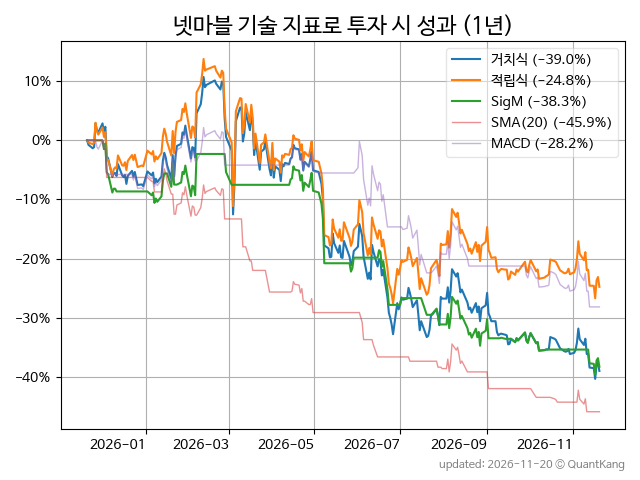 넷마블 기술 지표로 투자 시 성과 (1년)
거치식 (−39.0%)
적립식 (−24.8%)
SigM (−38.3%)
SMA(20) (−45.9%)
MACD (−28.2%)
10%
0%
−10%
−20%
−30%
−40%
2026-01 2026-03 2026-05 2026-07 2026-09 2026-11
updated: 2026-11-20 © QuantKang